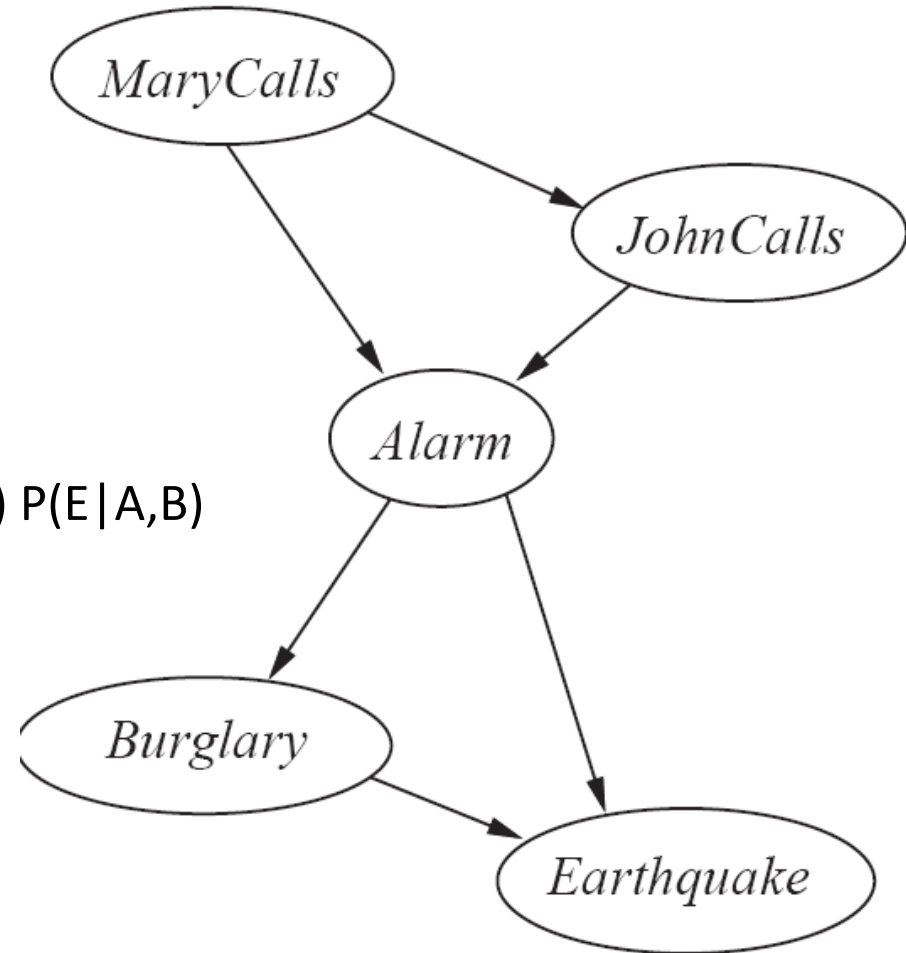 MaryCalls
JohnCalls
Alarm
) P(E|A,B)
Burglary
Earthquake